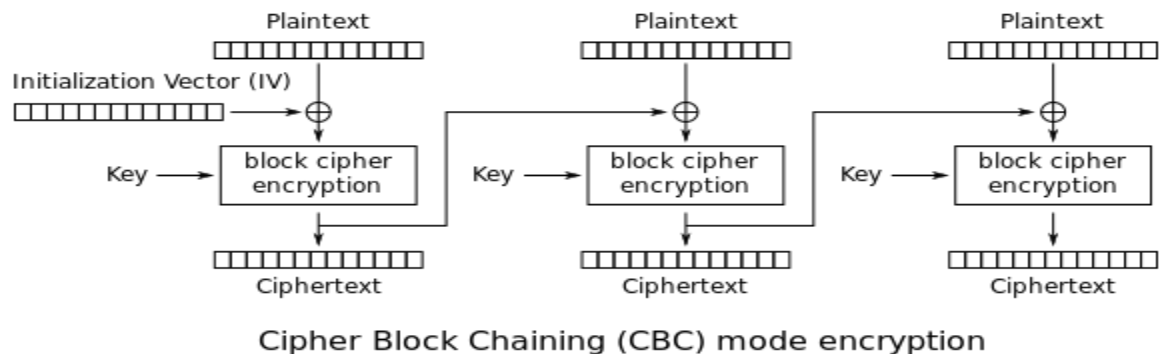 Plaintext
Plaintext
Plaintext
Initialization Vector (IV)
Key
block cipher
encryption
Key
block cipher
encryption
Key
block cipher
encryption
Ciphertext
Ciphertext
Ciphertext
Cipher Block Chaining (CBC) mode encryption